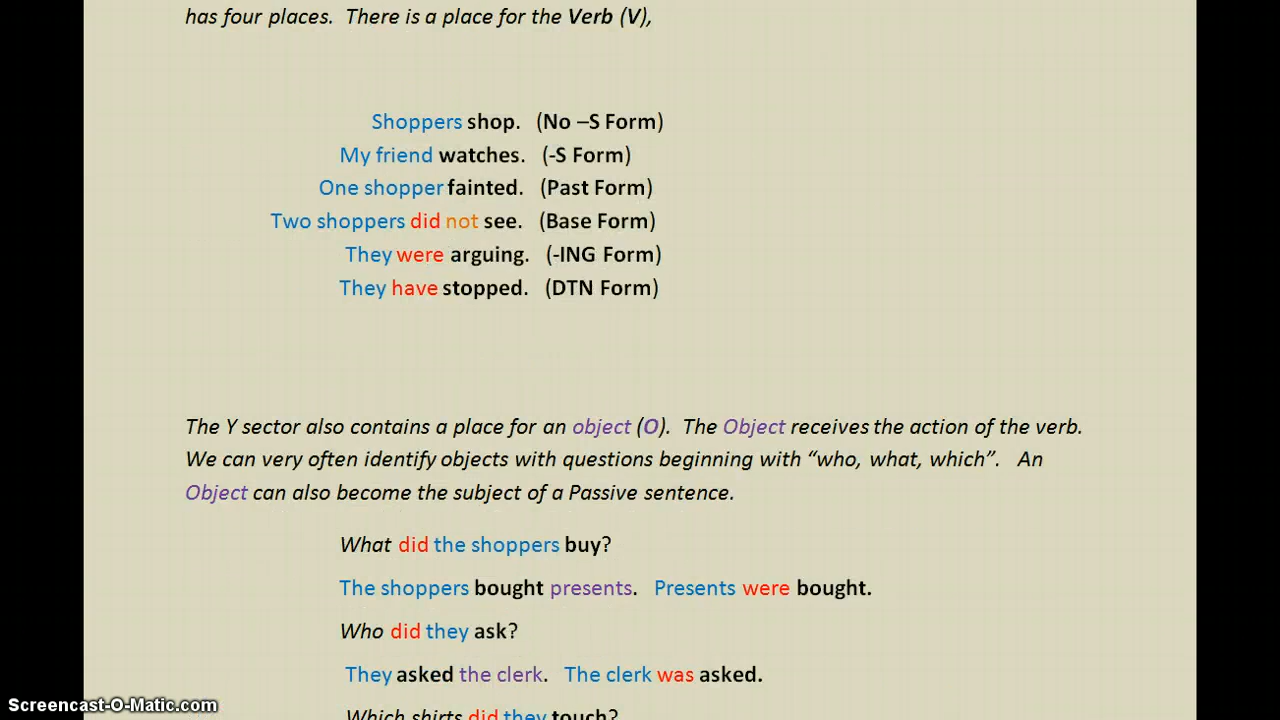 has four places.  There is a place for the Verb (V),
Shoppers shop.   (No –S Form)
My friend watches.   (-S Form)
One shopper fainted.   (Past Form)
Two shoppers did not see.   (Base Form)
They were arguing.   (-ING Form)
They have stopped.   (DTN Form)
The Y sector also contains a place for an object (O).  The Object receives the action of the verb.
We can very often identify objects with questions beginning with “who, what, which”.   An
Object can also become the subject of a Passive sentence.
What did the shoppers buy?
The shoppers bought presents.   Presents were bought.
Who did they ask?
They asked the clerk.   The clerk was asked.
Which shirts did they touch?
Screencast-O-Matic.com